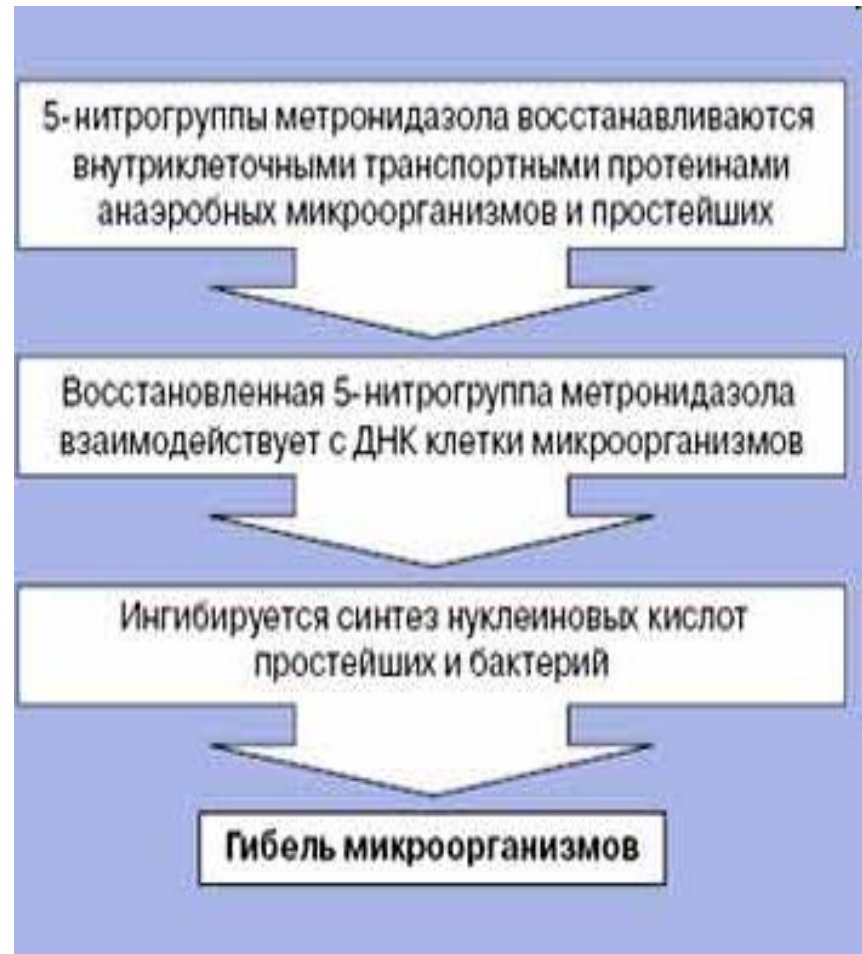 5-нитрогруппы метронидазола восстанавливаются
внутриклеточными транспортными протеинами
анаэробных микроорганизмов и простейших
Восстановленная 5-нитрогруппа метронидазола
взаимодействует с ДНК клетки микроорганизмов
Ингибируется синтез нуклеиновых кислот
простейших и бактерий
Гибель микроорганизмов